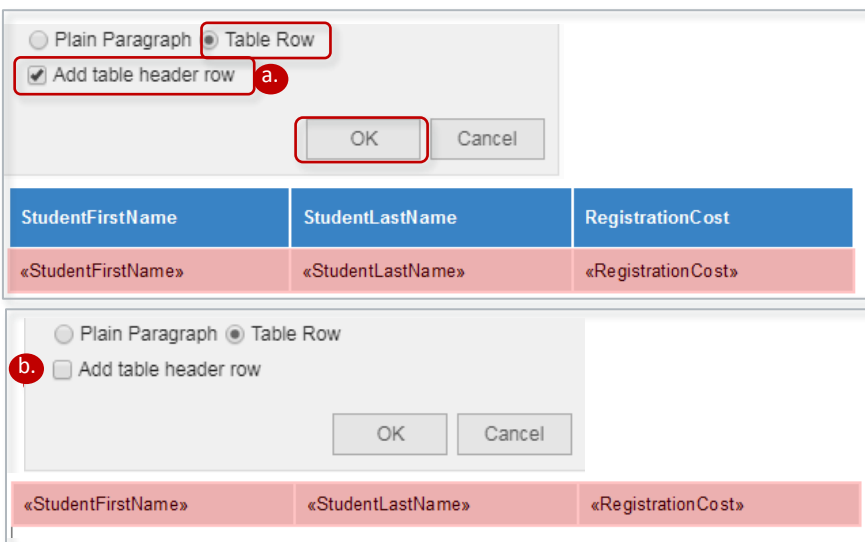 Plain Paragraph Table Row
Add table header row a.
OK Cancel
StudentFirstName StudentLastName RegistrationCost
«StudentFirstName» «StudentLastName» «RegistrationCost»
Plain Paragraph Table Row
b. Add table header row
OK Cancel
«StudentFirstName» «StudentLastName» «RegistrationCost»